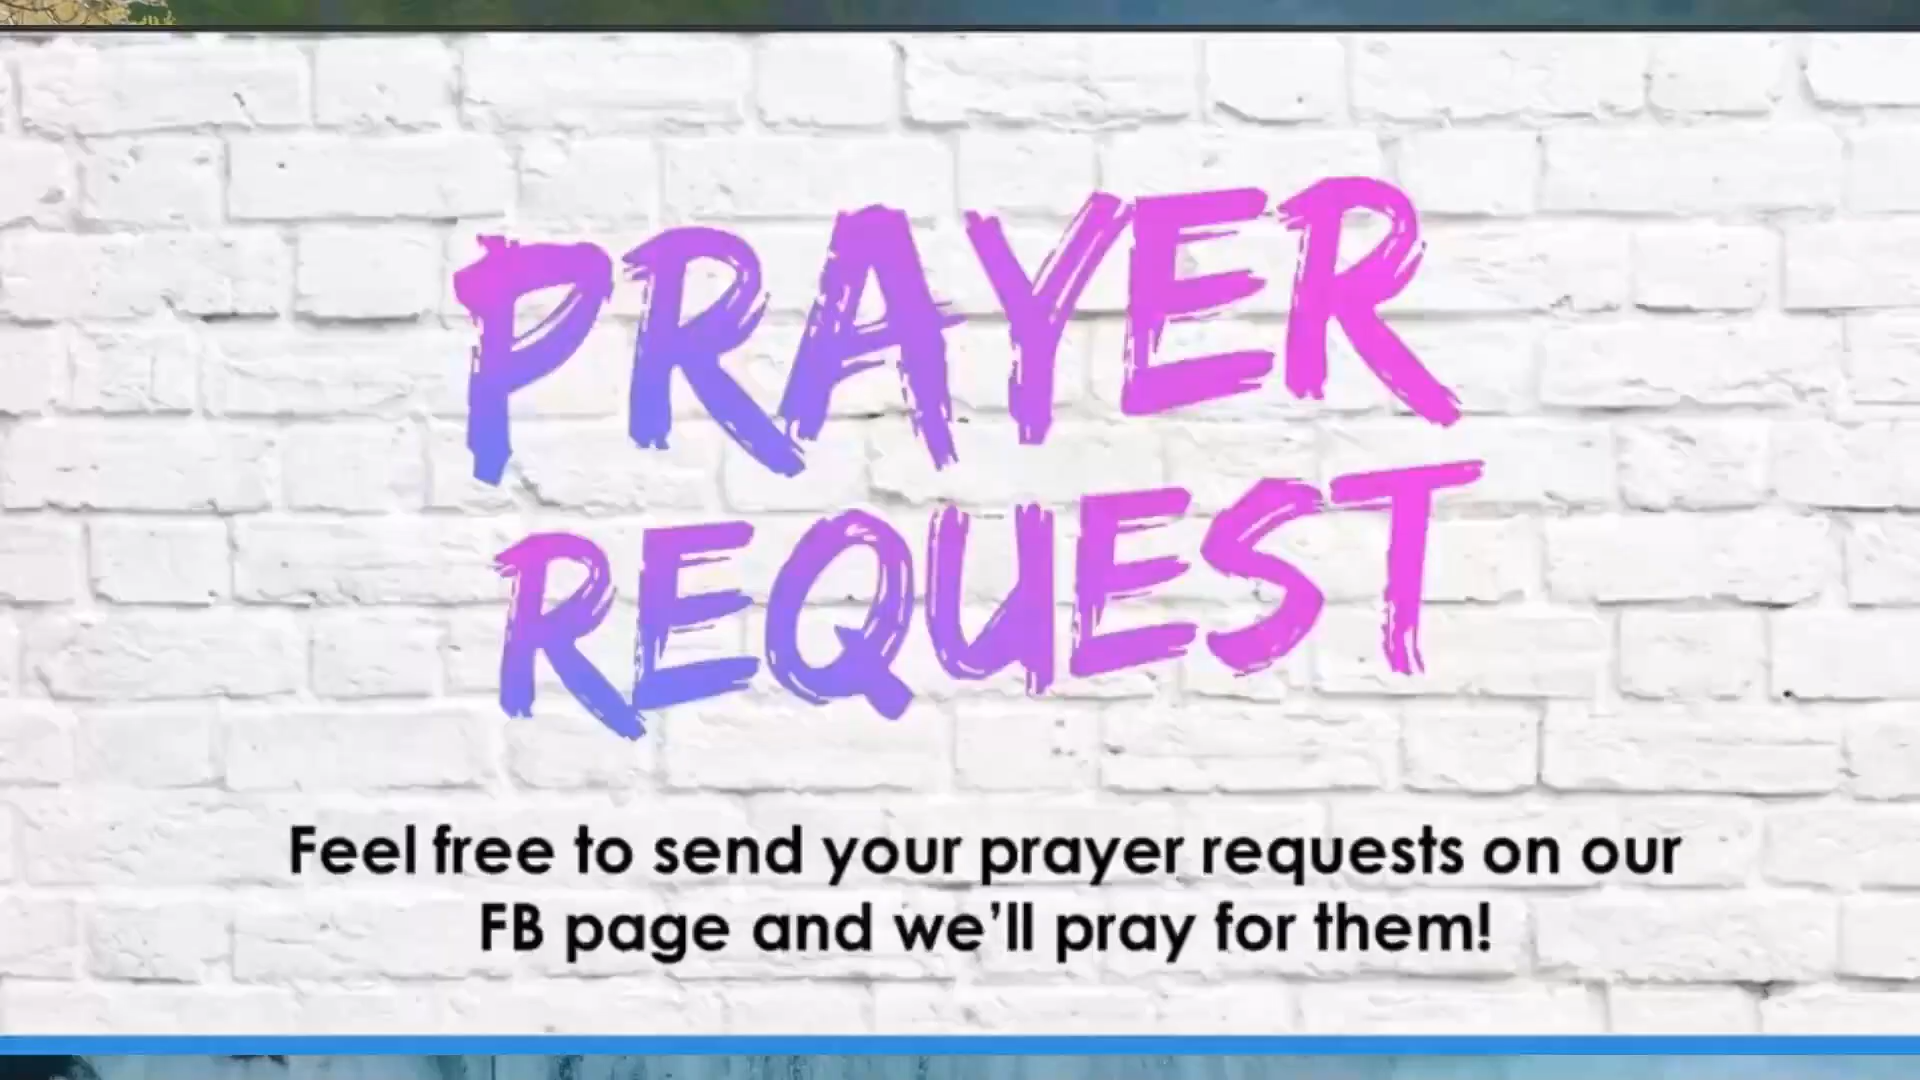 PRAYER
REQUEST
Feel free to send your prayer requests on our
FB page and we'll pray for them!